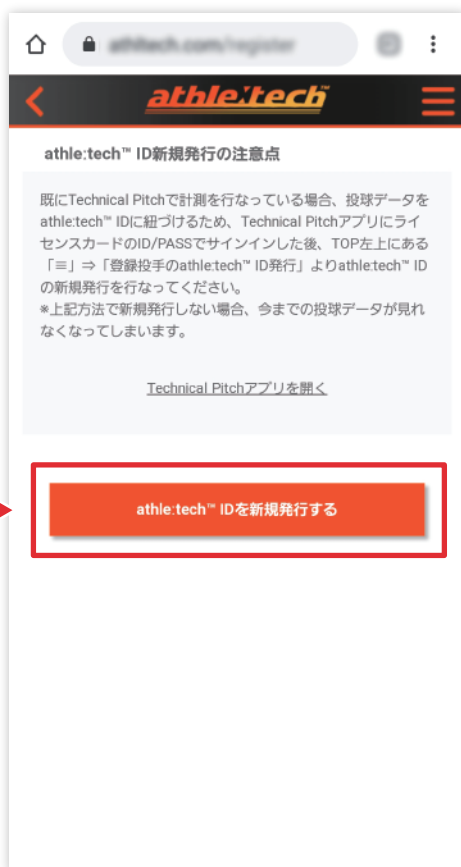 athle:tech™
athle:tech™ ID新規発行の注意点
既にTechnical Pitchで計測を行なっている場合、投球データを
athle:tech™ IDに紐づけるため、Technical Pitchアプリにライ
センスカードのID/PASSでサインインした後、TOP左上にある
「≡」⇒「登録投手のathle:tech™ ID発行」よりathle:tech™ ID
の新規発行を行なってください。
*上記方法で新規発行しない場合、今までの投球データが見れ
なくなってしまいます。
Technical Pitchアプリを開く
athle:tech™ IDを新規発行する